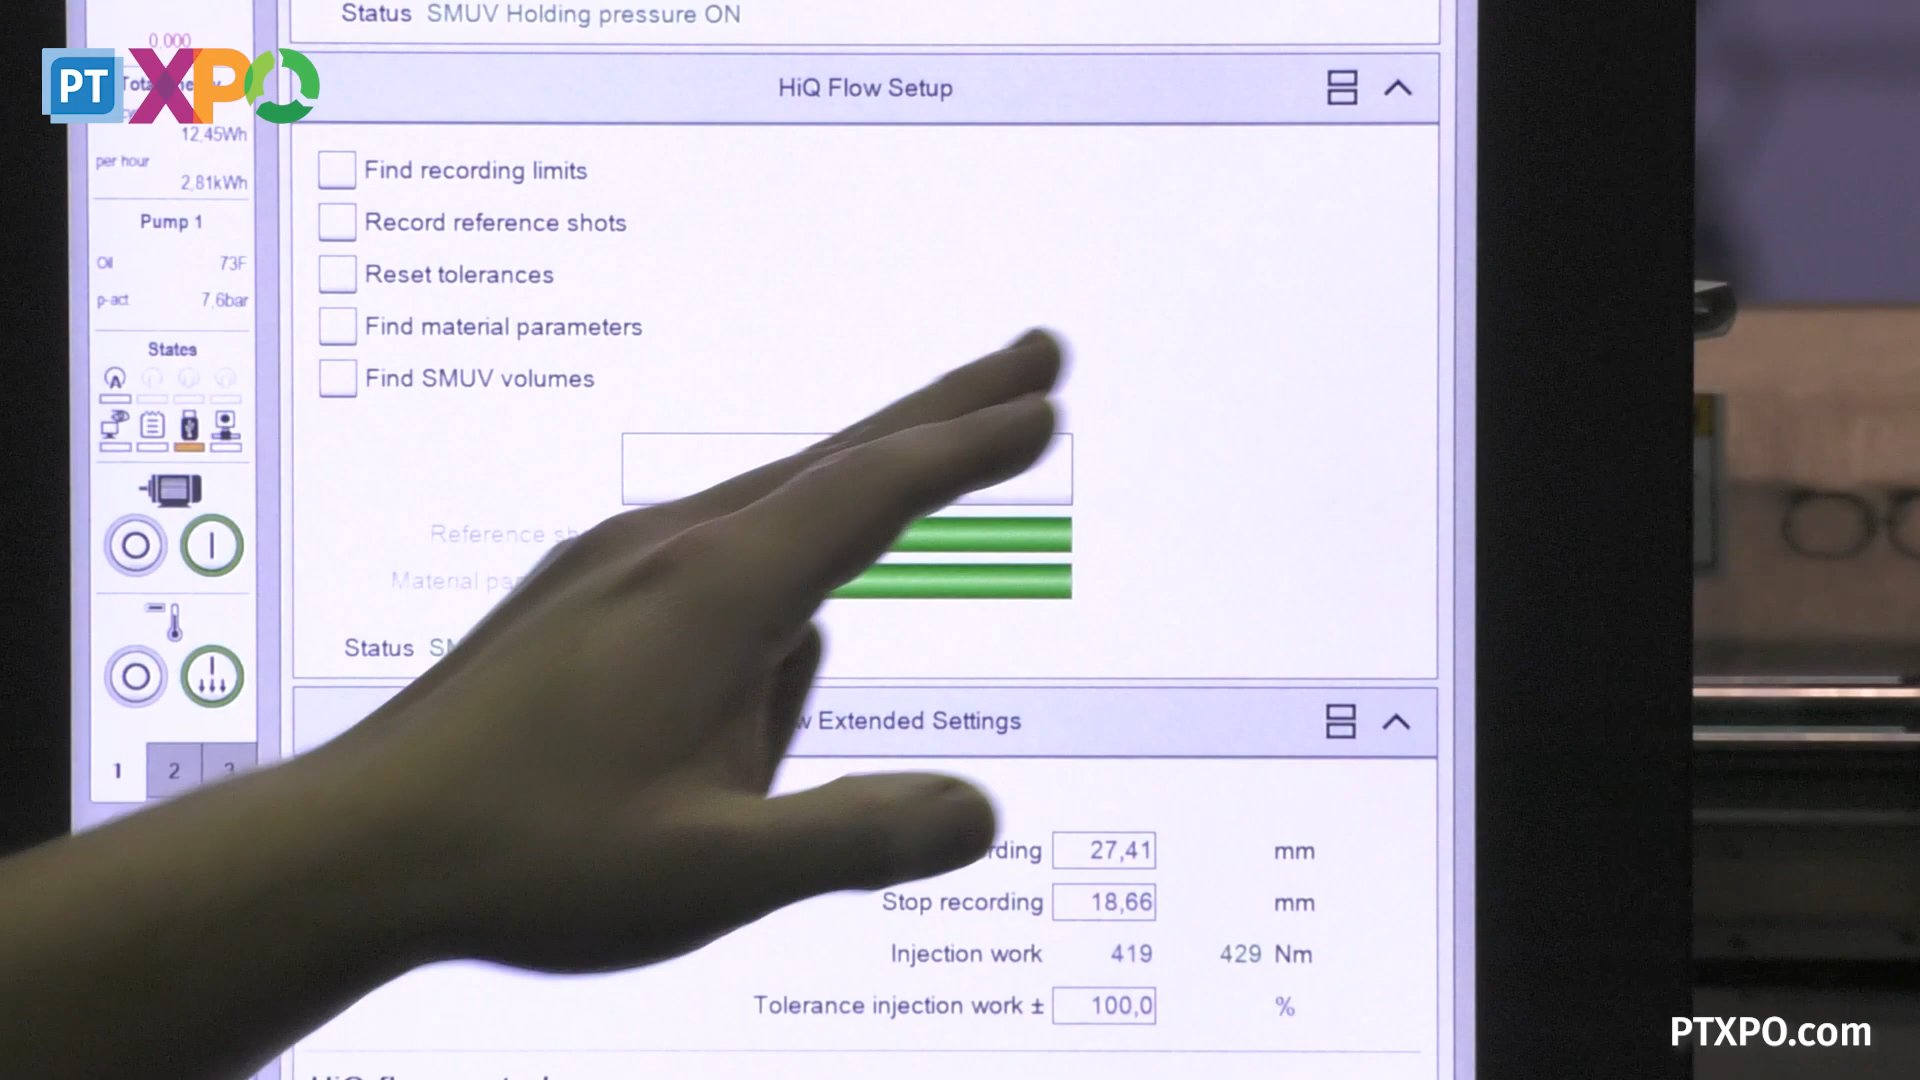 Status SMUV Holding pressure ON
0,000
PT XPO
12,45Wh
per hour
2,81kWh
Pump 1
Oil 73F
p-act 7,6bar
States
1 2 3
HiQ Flow Setup
Find recording limits
Record reference shots
Reset tolerances
Find material parameters
Find SMUV volumes
Reference
Material
Status
Extended Settings
27,41 mm
Stop recording 18,66 mm
Injection work 419 429 Nm
Tolerance injection work ± 100,0 %
PTXPO.com